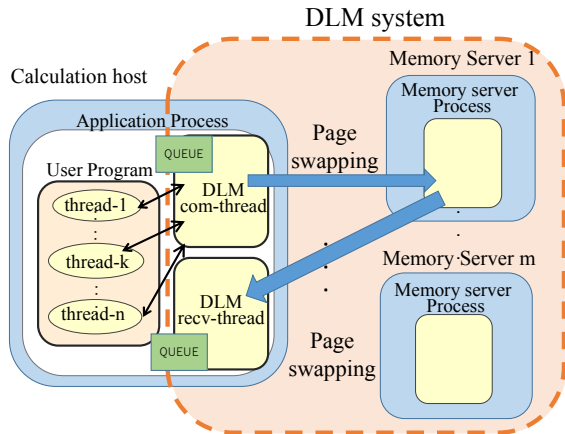 DLM system
Calculation host
Memory Server 1
Memory server
Process
Application Process
Page
swapping
QUEUE
User Program
DLM
com-thread
thread-1
thread-k
thread-n
Memory Server m
Memory server
Process
DLM
recv-thread
QUEUE
Page
swapping